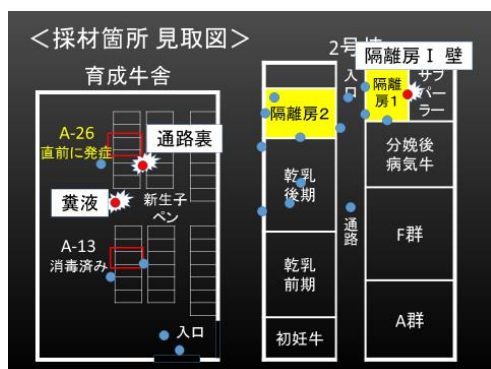 ＜採材箇所 見取図＞
育成牛舎
A-26
直前に発症
通路裏
糞液
新生子
ペン
A-13
消毒済み
入口
2号
隔離房Ⅰ 壁
入
口
隔離房2
隔離
房1
サブ
パー
ラー
乾乳
後期
分娩後
病気牛
通
路
F群
乾乳
前期
A群
初妊牛